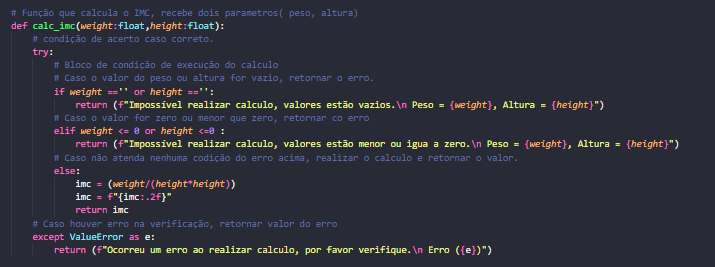 # Função que calcula o IMC, recebe dois parametros( peso, altura)
def calc_imc(weight:float,height:float):
    # condição de acerto caso correto.
    try:
        # Bloco de condição de execução do calculo
        # Caso o valor do peso ou altura for vazio, retornar o erro.
        if weight =='' or height =='':
            return (f"Impossível realizar calculo, valores estão vazios.\n Peso = {weight}, Altura = {height}")
        # Caso o valor for zero ou menor que zero, retornar co erro
        elif weight <= 0 or height <=0 :
            return (f"Impossível realizar calculo, valores estão menor ou igua a zero.\n Peso = {weight}, Altura = {height}")
        # Caso não atenda nenhuma codição do erro acima, realizar o calculo e retornar o valor.
        else:
            imc = (weight/(height*height))
            imc = f"{imc:.2f}"
            return imc
    # Caso houver erro na verificação, retornar valor do erro
    except ValueError as e:
        return (f"Ocorreu um erro ao realizar calculo, por favor verifique.\n Erro ({e})")